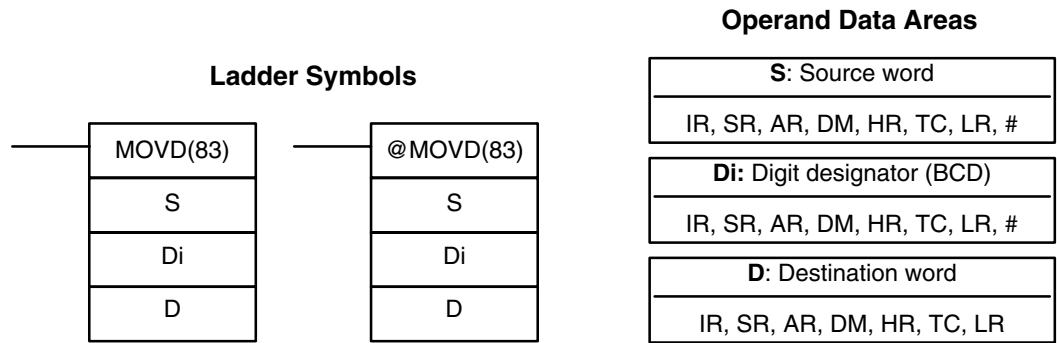 Ladder Symbols
MOVD(83)
S
Di
D
@MOVD(83)
S
Di
D
Operand Data Areas
S: Source word
IR, SR, AR, DM, HR, TC, LR, #
Di: Digit designator (BCD)
IR, SR, AR, DM, HR, TC, LR, #
D: Destination word
IR, SR, AR, DM, HR, TC, LR